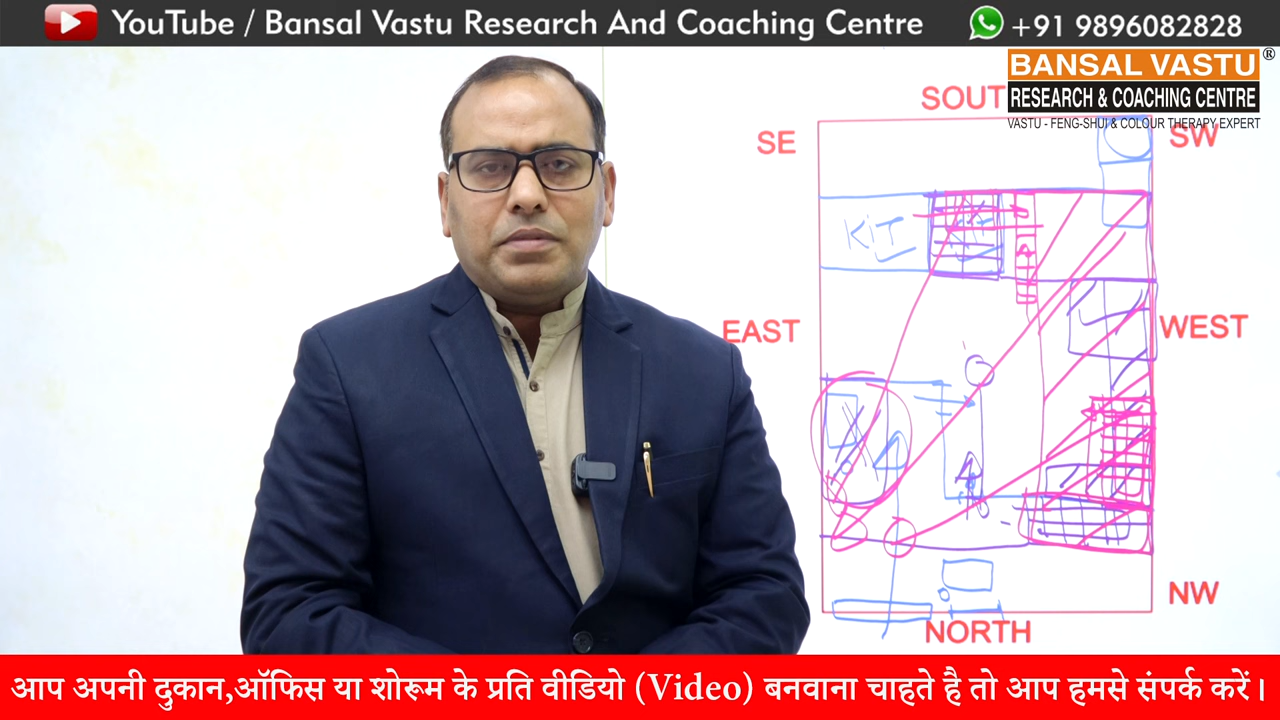 YouTube / Bansal Vastu Research And Coaching Centre
+91 9896082828
BANSAL VASTU®
RESEARCH & COACHING CENTRE
VASTU - FENG-SHUI & COLOUR THERAPY EXPERT
SOUT
SE
SW
KIT
EAST
WEST
NW
NORTH
आप अपनी दुकान,ऑफिस या शोरूम के प्रति वीडियो (Video) बनवाना चाहते है तो आप हमसे संपर्क करें।